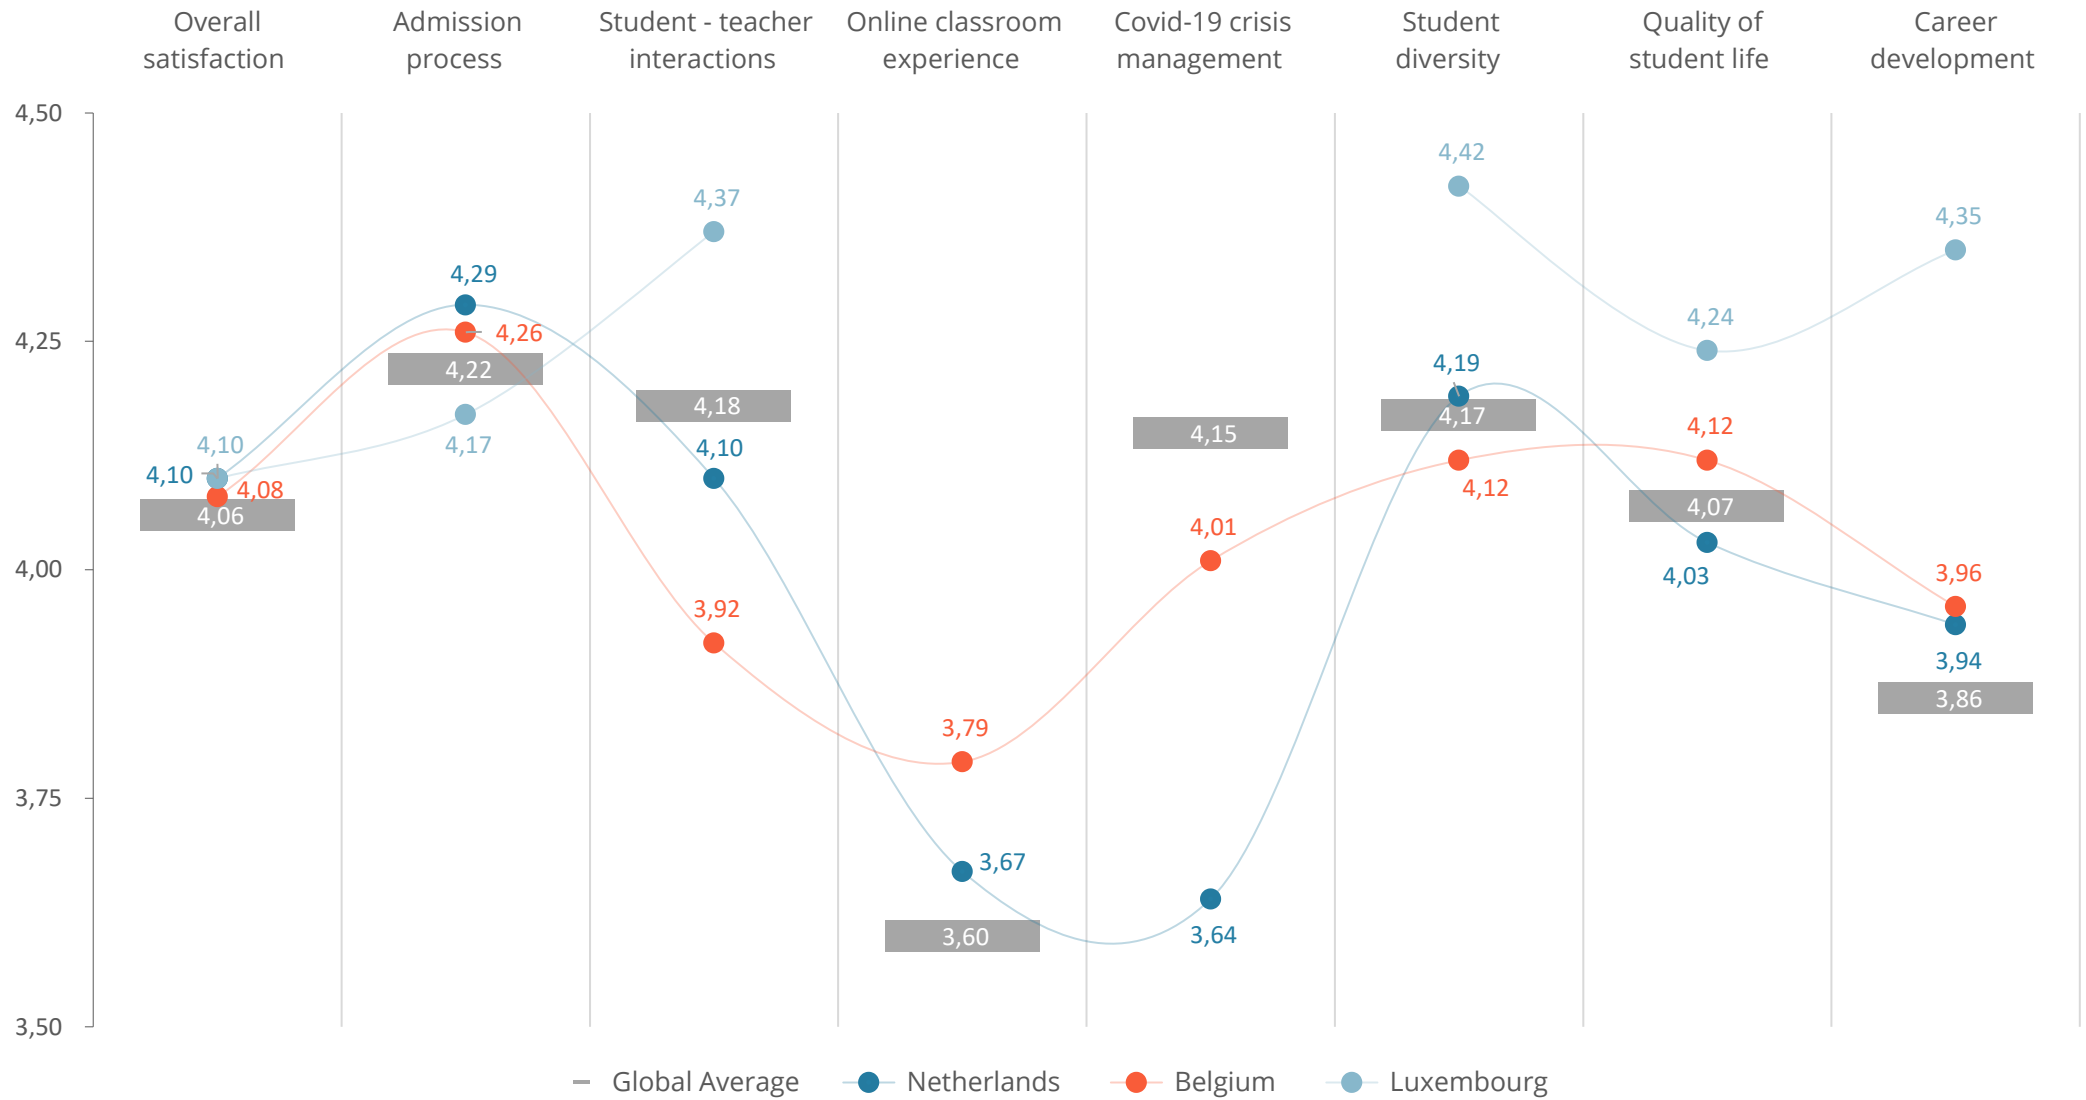 Overall satisfaction
Admission process
Student - teacher interactions
Online classroom experience
Covid-19 crisis management
Student diversity
Quality of student life
Career development
4,50
4,25
4,00
3,75
3,50
4,10
4,10
4,08
4,06
4,29
4,26
4,22
4,17
4,37
4,18
4,10
3,92
3,79
3,67
3,60
4,15
4,01
3,64
4,42
4,19
4,17
4,12
4,24
4,12
4,07
4,03
4,35
3,96
3,94
3,86
Global Average
Netherlands
Belgium
Luxembourg